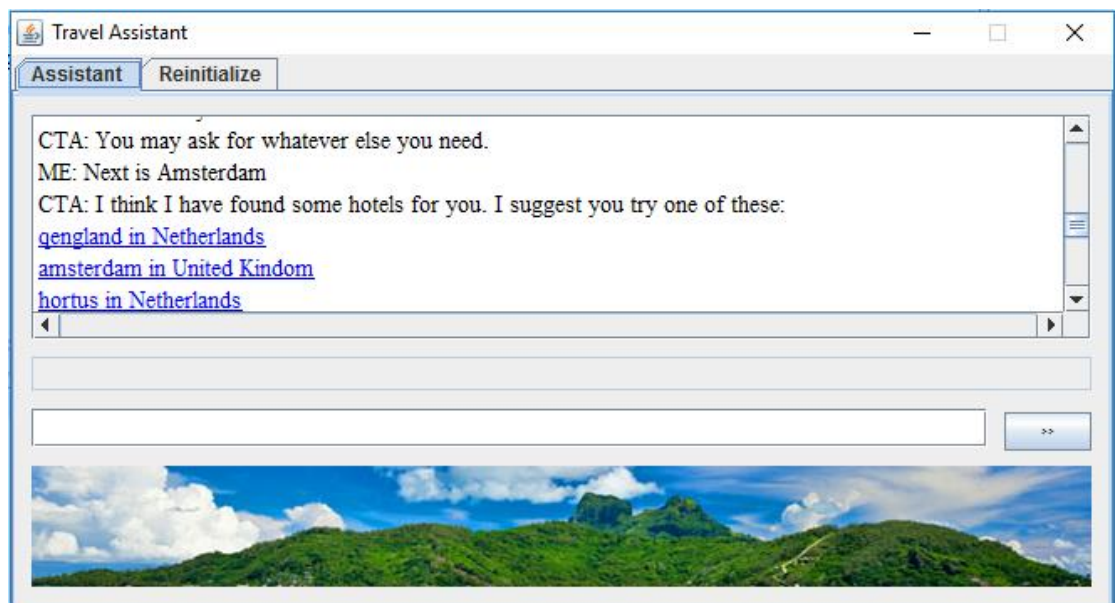 Travel Assistant
Assistant Reinitialize
CTA: You may ask for whatever else you need.
ME: Next is Amsterdam
CTA: I think I have found some hotels for you. I suggest you try one of these:
qengland in Netherlands
amsterdam in United Kindom
hortus in Netherlands
>>